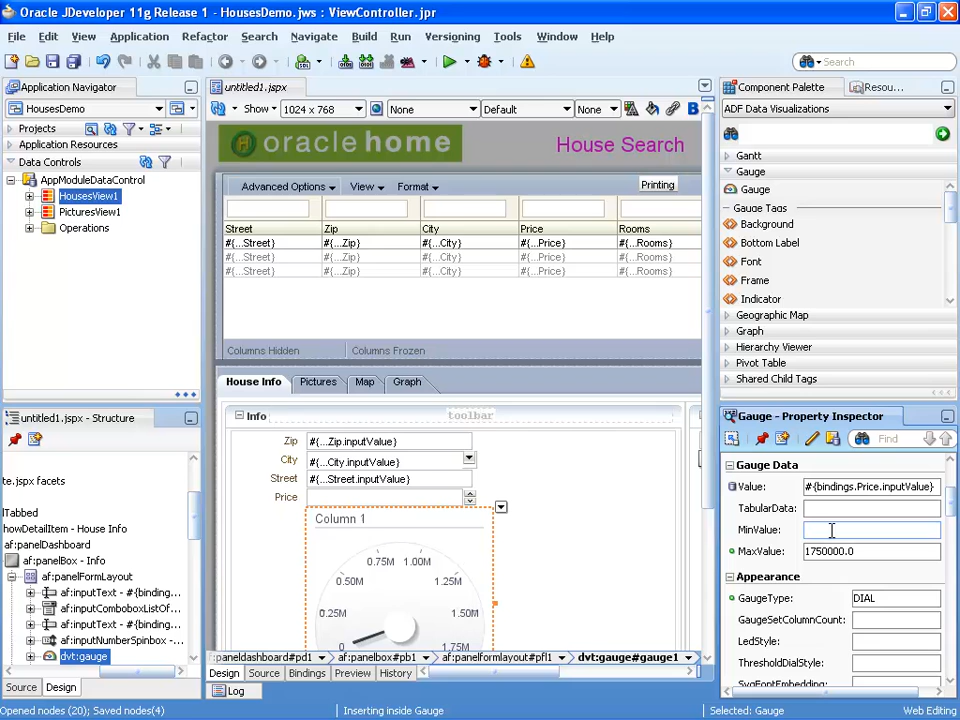 Oracle JDeveloper 11g Release 1 - HousesDemo.jws : ViewController.jpr
File Edit View Application Refactor Search Navigate Build Run Versioning Tools Window Help
Search
Application Navigator
HousesDemo
Projects
Application Resources
Data Controls
AppModuleDataControl
HousesView1
PicturesView1
Operations
untitled1.jspx
Show 1024 x 768 None Default None
oracle home
House Search
Advanced Options View Format Printing
Street Zip City Price Rooms
#{...Street} #{...Zip} #{...City} #{...Price} #{...Rooms}
#{...Street} #{...Zip} #{...City} #{...Price} #{...Rooms}
#{...Street} #{...Zip} #{...City} #{...Price} #{...Rooms}
Columns Hidden Columns Frozen
House Info Pictures Map Graph
Info toolbar
Zip #{...Zip.inputValue}
City #{...City.inputValue}
Street #{...Street.inputValue}
Price
Column 1
0.75M 1.00M
0.50M 1.25M
0.25M 1.50M
0 1.75M
:paneldashboard#pd1 af:panelbox#pb1 af:panelformlayout#pfl1 dvt:gauge#gauge1
Design Source Bindings Preview History
Log
untitled1.jspx - Structure
te.jspx facets
lTabbed
howDetailItem - House Info
af:panelDashboard
af:panelBox - Info
af:panelFormLayout
af:inputText - #{binding...
af:inputComboboxListOf...
af:inputText - #{binding...
af:inputNumberSpinbox -...
dvt:gauge
Source Design
Component Palette Resou...
ADF Data Visualizations
Gantt
Gauge
Gauge
Gauge Tags
Background
Bottom Label
Font
Frame
Indicator
Geographic Map
Graph
Hierarchy Viewer
Pivot Table
Shared Child Tags
Gauge - Property Inspector
Find
Gauge Data
Value: #{bindings.Price.inputValue}
TabularData:
MinValue:
MaxValue: 1750000.0
Appearance
GaugeType: DIAL
GaugeSetColumnCount:
LedStyle:
ThresholdDialStyle:
SvgFontEmbedding:
Opened nodes (20); Saved nodes(4) Inserting inside Gauge Selected: Gauge Web Editing